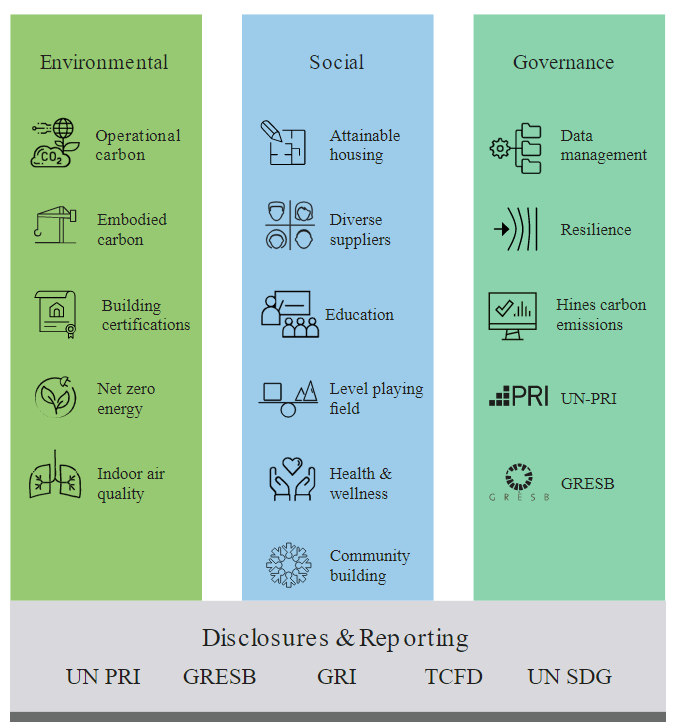 Environmental
Operational
carbon
CO₂
Embodied
carbon
Building
certifications
Net zero
energy
Indoor air
quality
Social
Attainable
housing
Diverse
suppliers
Education
Level playing
field
Health &
wellness
Community
building
Governance
Data
management
Resilience
Hines carbon
emissions
PRI UN-PRI
GRESB GRESB
Disclosures & Reporting
UN PRI GRESB GRI TCFD UN SDG